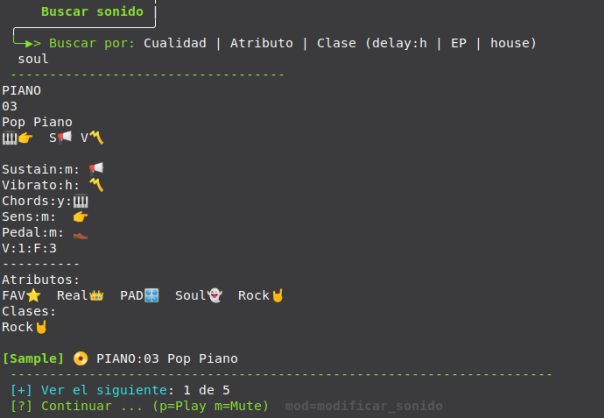 Buscar sonido |
▶> Buscar por: Cualidad | Atributo | Clase (delay:h | EP | house)
soul
-----------------------------------
PIANO
03
Pop Piano
🎹👉 S📢 V〽️
Sustain:m: 📢
Vibrato:h: 〽️
Chords:y:🎹
Sens:m: 👉
Pedal:m: 👞
V:1:F:3
----------
Atributos:
FAV⭐ Real👑 PAD🎛️ Soul👻 Rock🤘
Clases:
Rock🤘
[Sample] 📀 PIANO:03 Pop Piano
---------------------------------------------------------------------
[+] Ver el siguiente: 1 de 5
[?] Continuar ... (p=Play m=Mute) mod=modificar_sonido